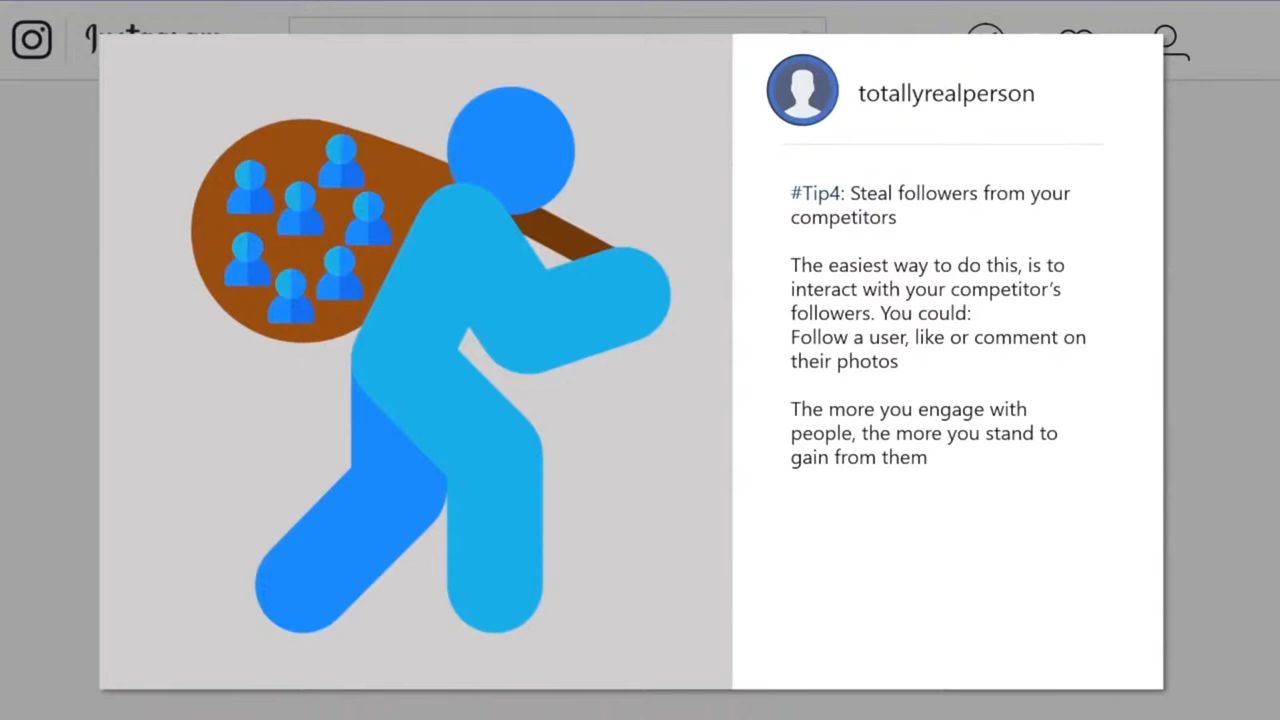 Instagram
totallyrealperson
#Tip4: Steal followers from your
competitors
The easiest way to do this, is to
interact with your competitor's
followers. You could:
Follow a user, like or comment on
their photos
The more you engage with
people, the more you stand to
gain from them